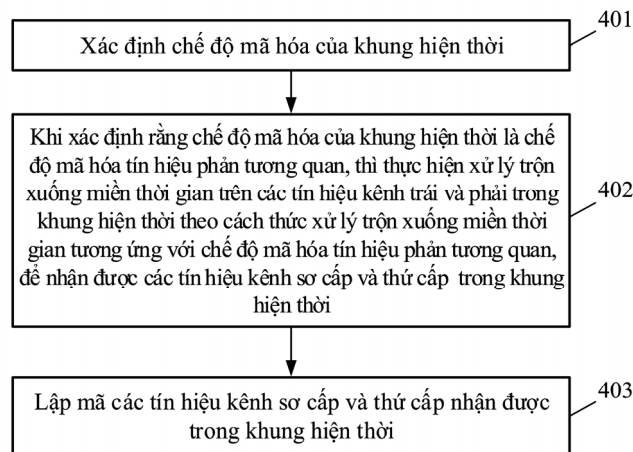 401
Xác định chế độ mã hóa của khung hiện thời
Khi xác định rằng chế độ mã hóa của khung hiện thời là chế
độ mã hóa tín hiệu phản tương quan, thì thực hiện xử lý trộn
xuống miền thời gian trên các tín hiệu kênh trái và phải trong
khung hiện thời theo cách thức xử lý trộn xuống miền thời
gian tương ứng với chế độ mã hóa tín hiệu phản tương quan,
để nhận được các tín hiệu kênh sơ cấp và thứ cấp trong khung
hiện thời
402
Lập mã các tín hiệu kênh sơ cấp và thứ cấp nhận được
trong khung hiện thời
403